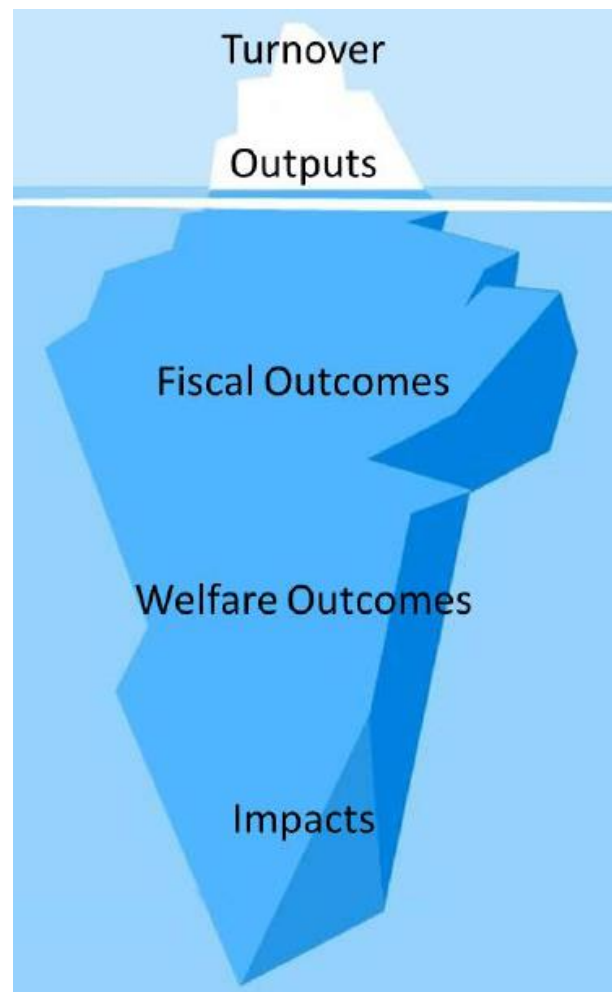 Turnover
Outputs
Fiscal Outcomes
Welfare Outcomes
Impacts